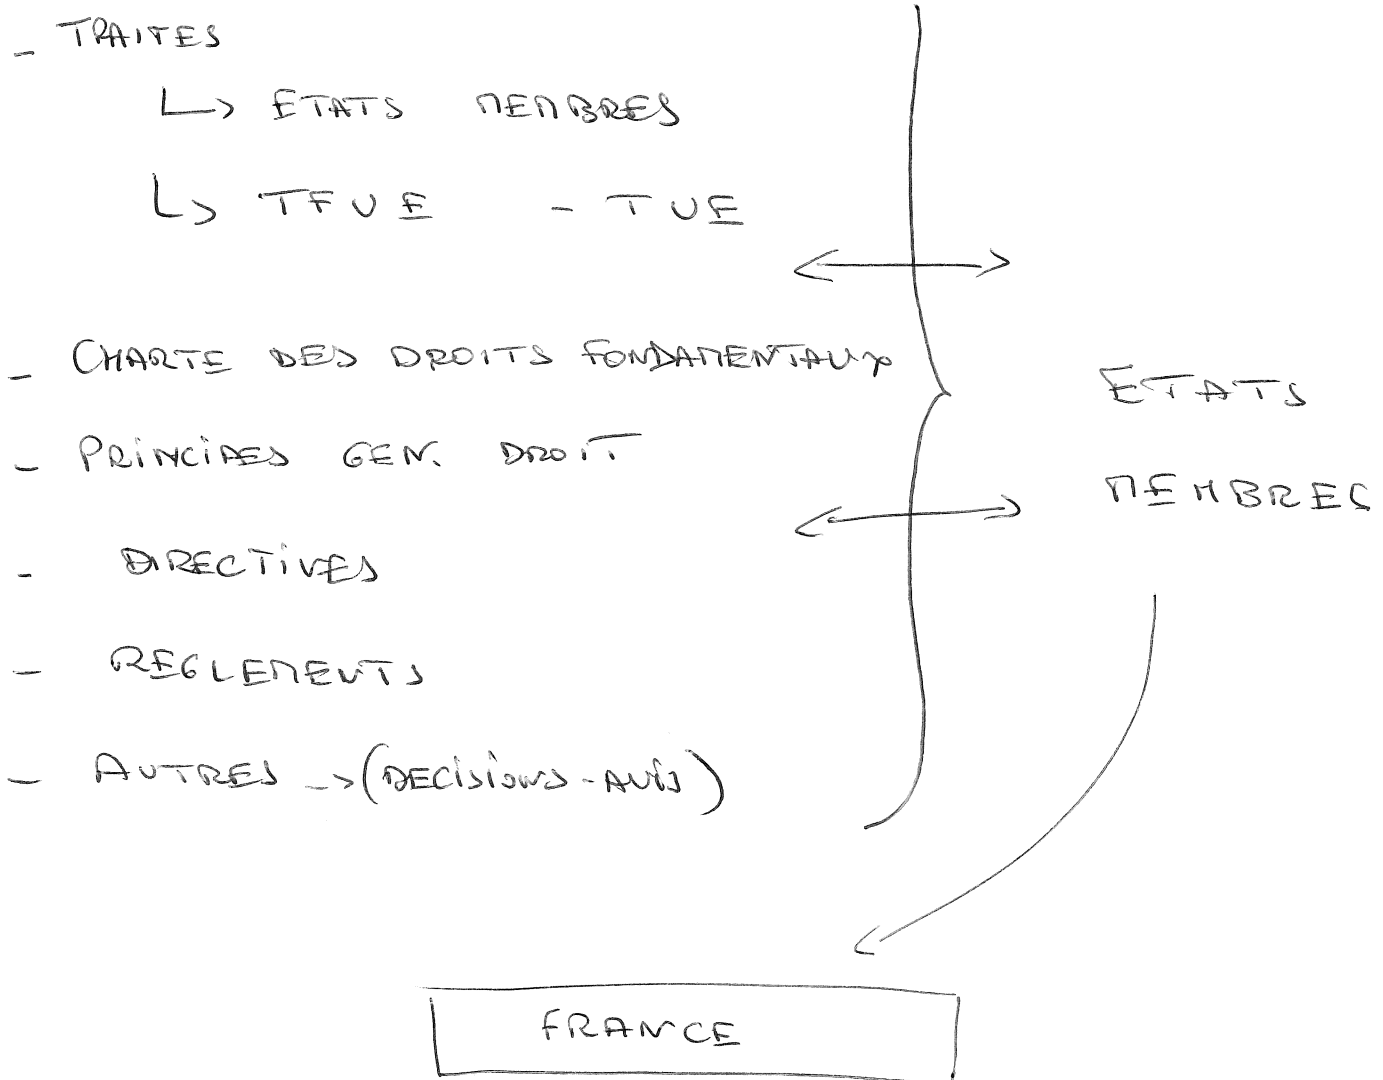 - TRAITES
↳ ETATS MEMBRES
↳ TFUE - TUE
- CHARTE DES DROITS FONDAMENTAUX
- PRINCIPES GEN. DROIT
- DIRECTIVES
- REGLEMENTS
- AUTRES -> (DECISIONS - AVIS)
ETATS
MEMBRES
FRANCE